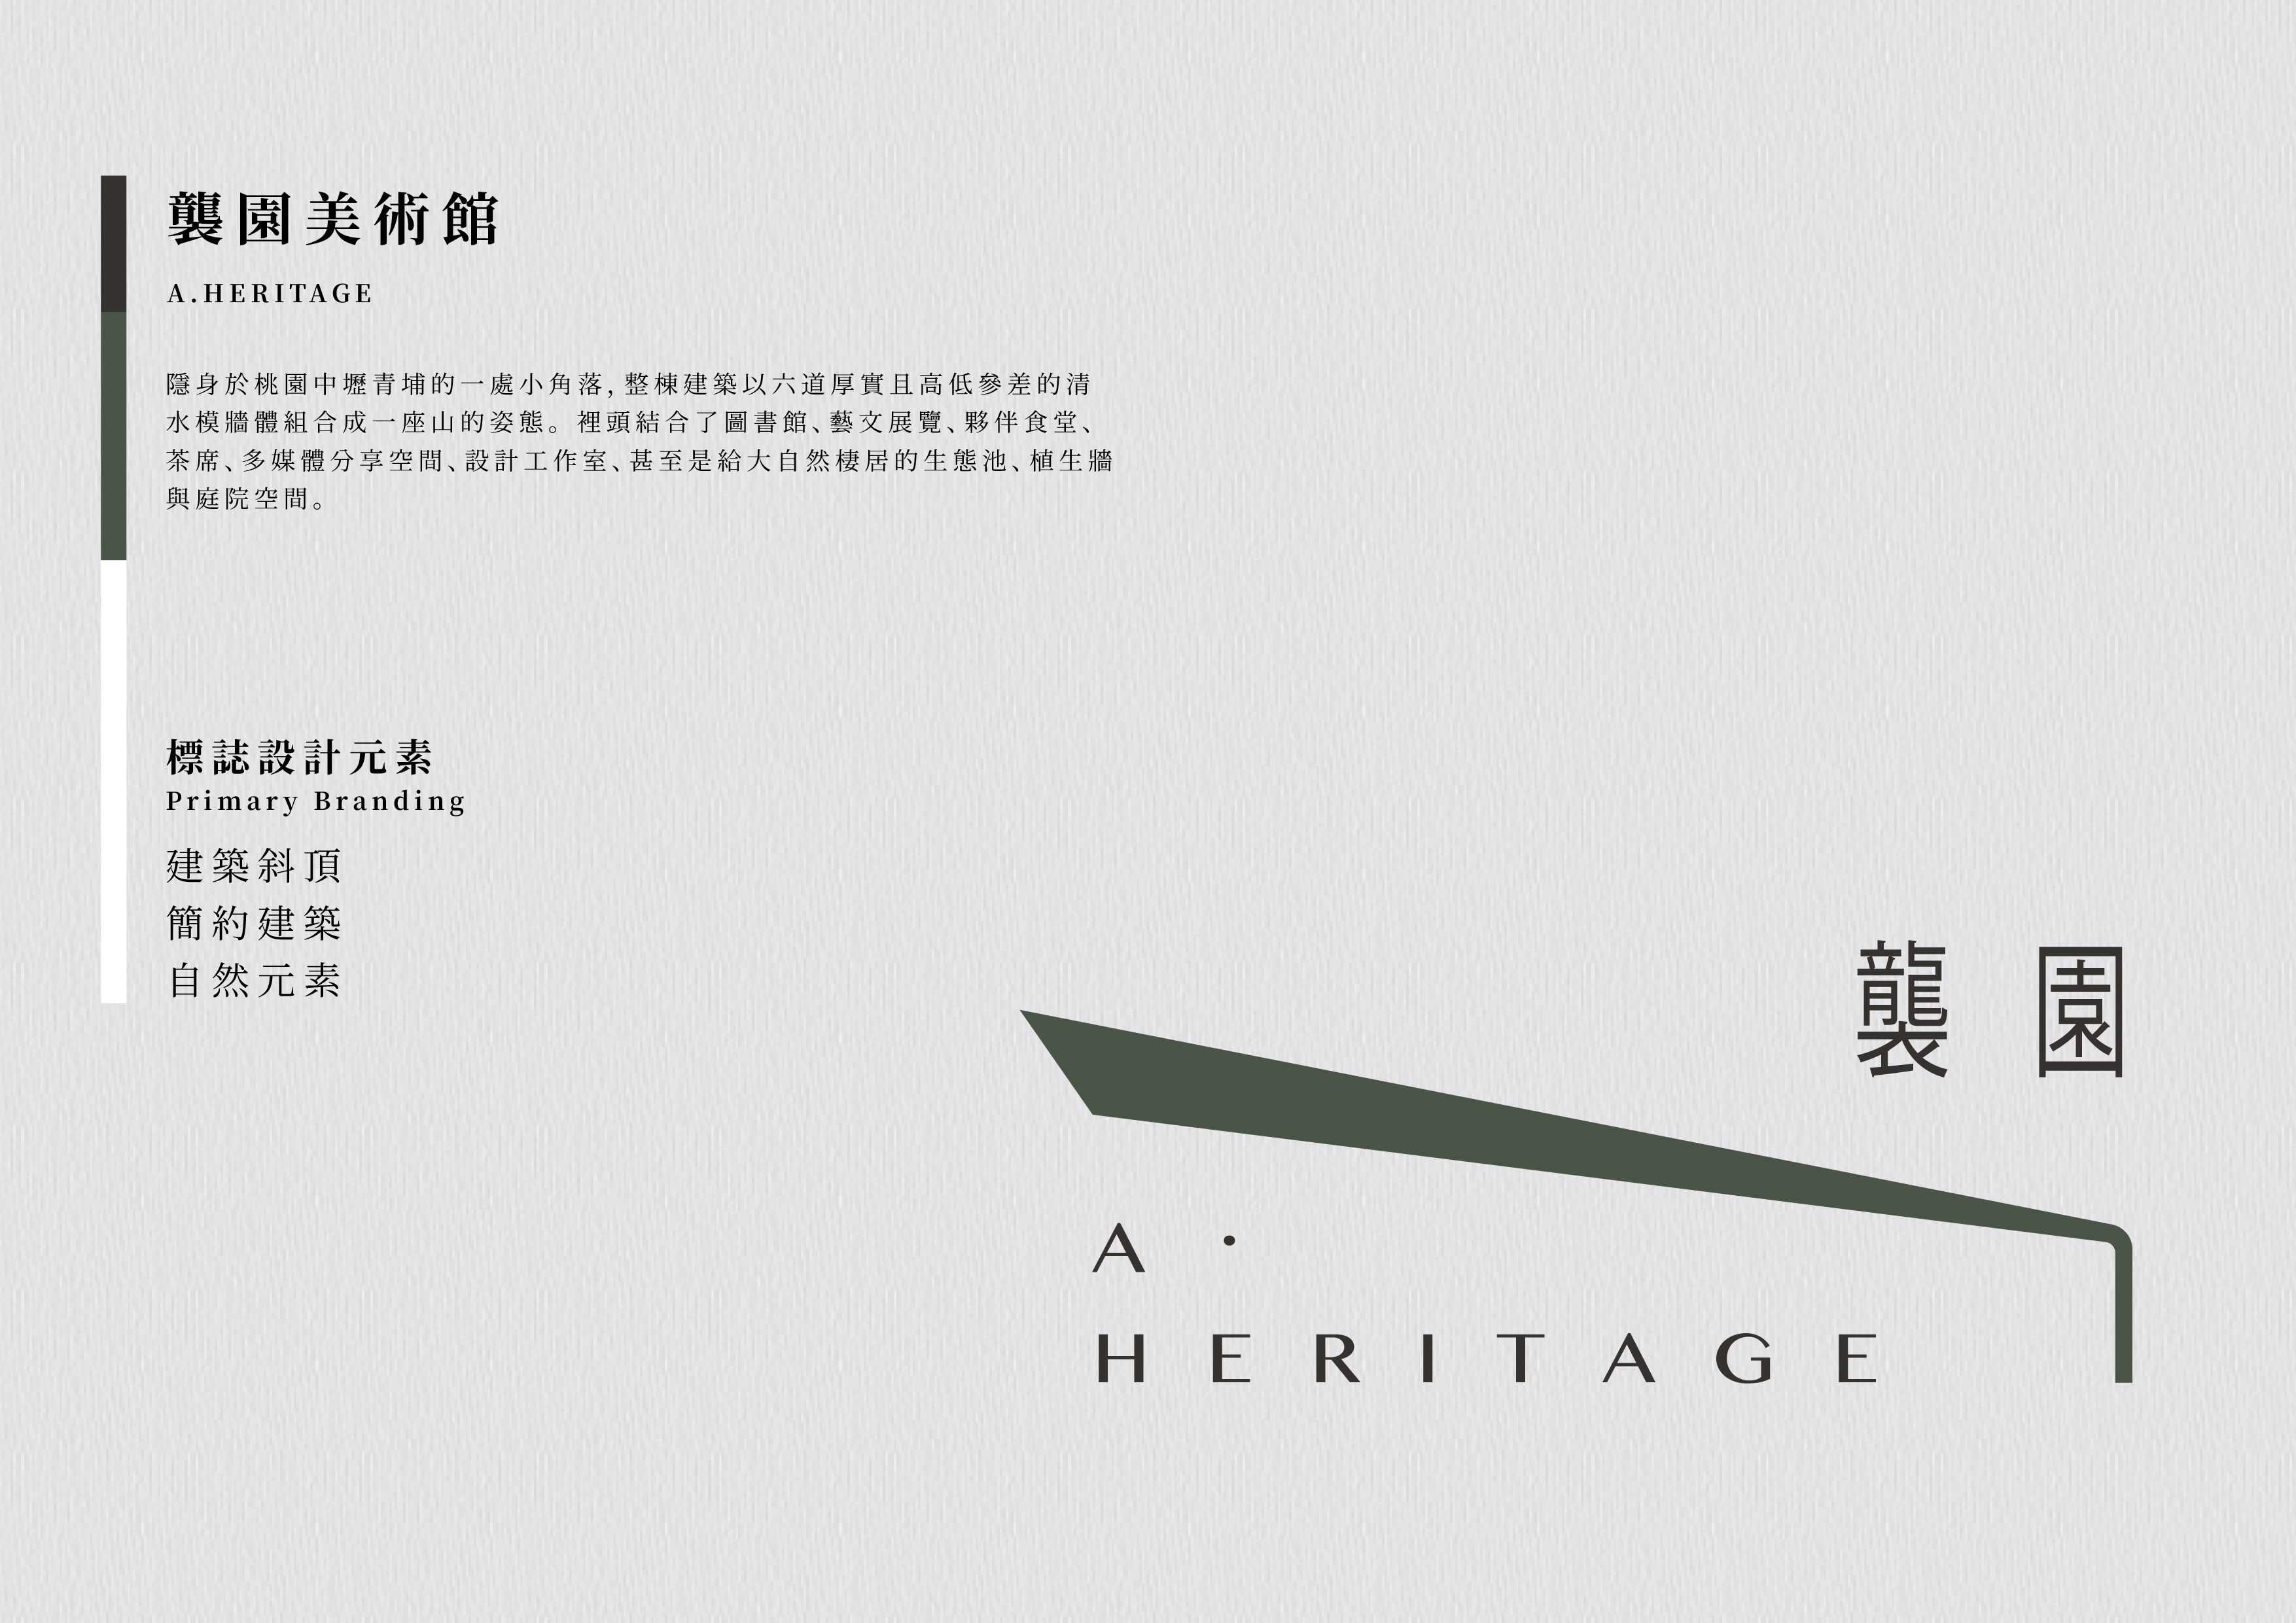 襲園美術館
A.HERITAGE
隱身於桃園中壢青埔的一處小角落,整棟建築以六道厚實且高低參差的清
水模牆體組合成一座山的姿態。裡頭結合了圖書館、藝文展覽、夥伴食堂、
茶席、多媒體分享空間、設計工作室、甚至是給大自然棲居的生態池、植生牆
與庭院空間。
標誌設計元素
Primary Branding
建築斜頂
簡約建築
自然元素
襲園
A·
HERITAGE